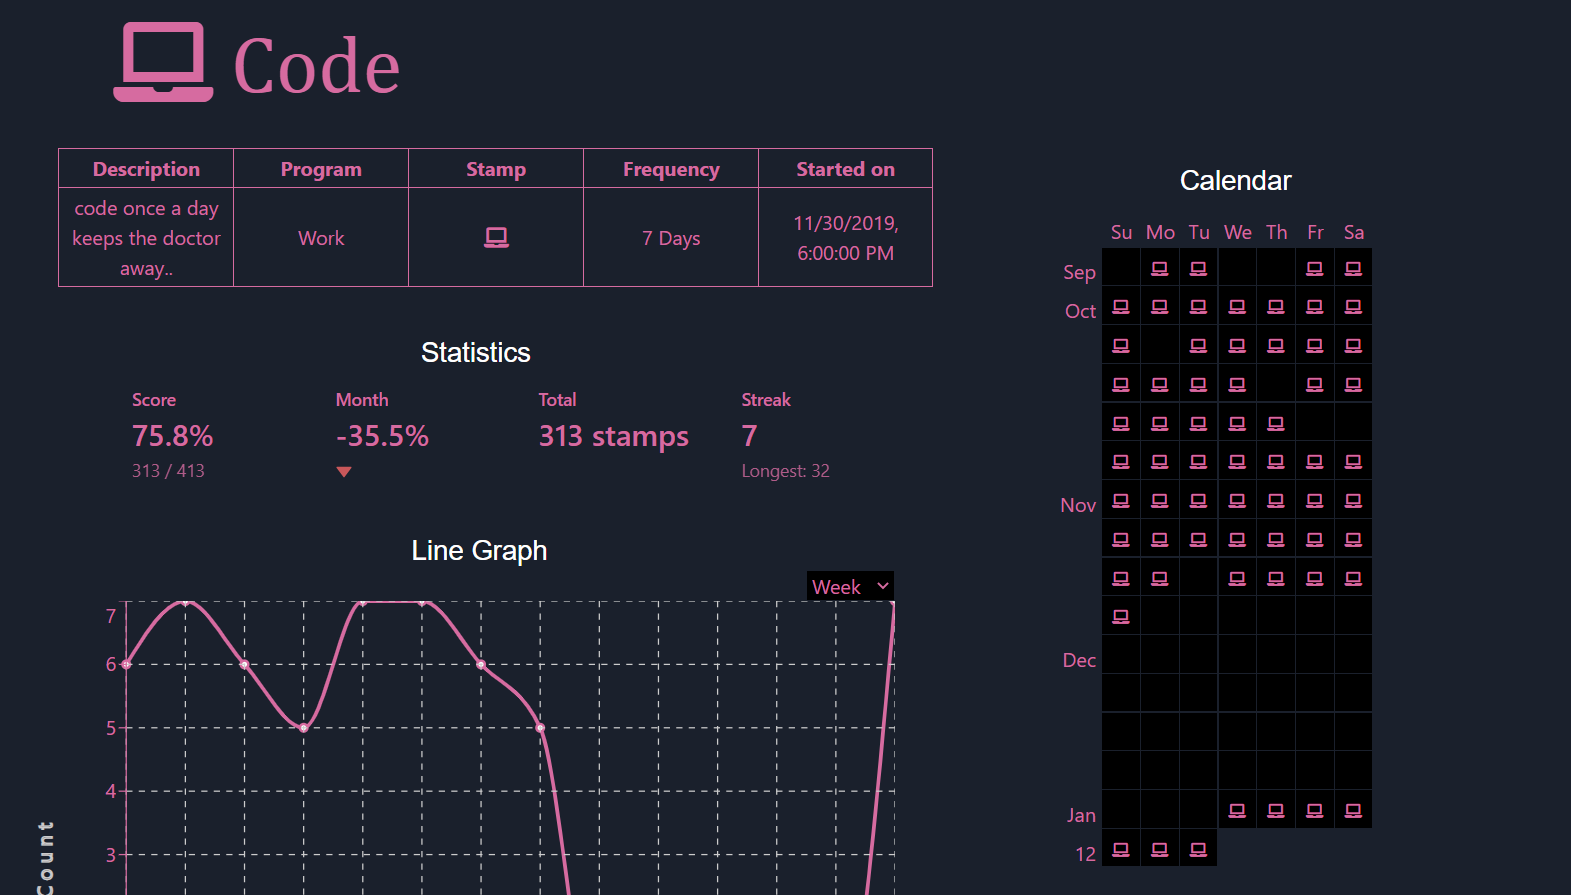 Code
Description Program Stamp Frequency Started on
code once a day
keeps the doctor
away..
Work
7 Days
11/30/2019,
6:00:00 PM
Statistics
Score Month Total Streak
75.8% -35.5% 313 stamps 7
313 / 413 Longest: 32
Line Graph
Week
7
6
5
4
3
Count
Calendar
Su Mo Tu We Th Fr Sa
Sep
Oct
Nov
Dec
Jan
12